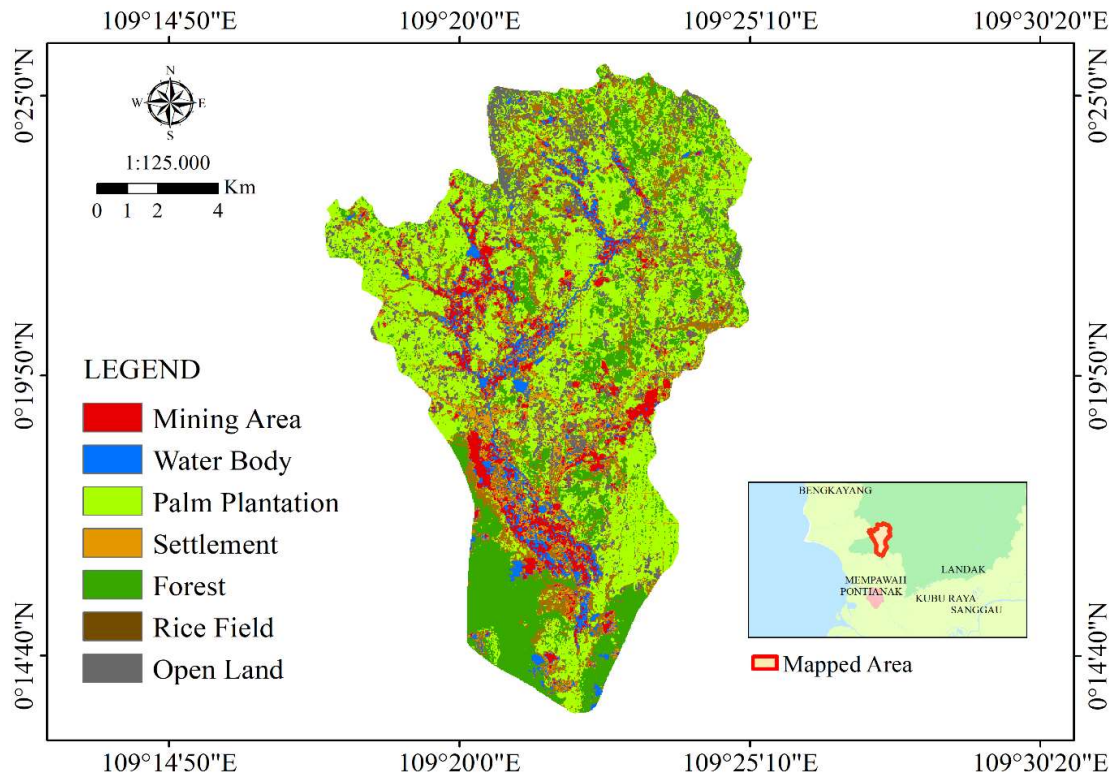 109°14'50"E 109°20'0"E 109°25'10"E 109°30'20"E
0°25'0"N
0°19'50"N
0°14'40"N
N
W E
S
1:125.000
Km
0 1 2 4
LEGEND
Mining Area
Water Body
Palm Plantation
Settlement
Forest
Rice Field
Open Land
BENGKAYANG
LANDAK
MEMPAWAH
PONTIANAK
KUBU RAYA
SANGGAU
Mapped Area
0°25'0"N
0°19'50"N
0°14'40"N
109°14'50"E 109°20'0"E 109°25'10"E 109°30'20"E